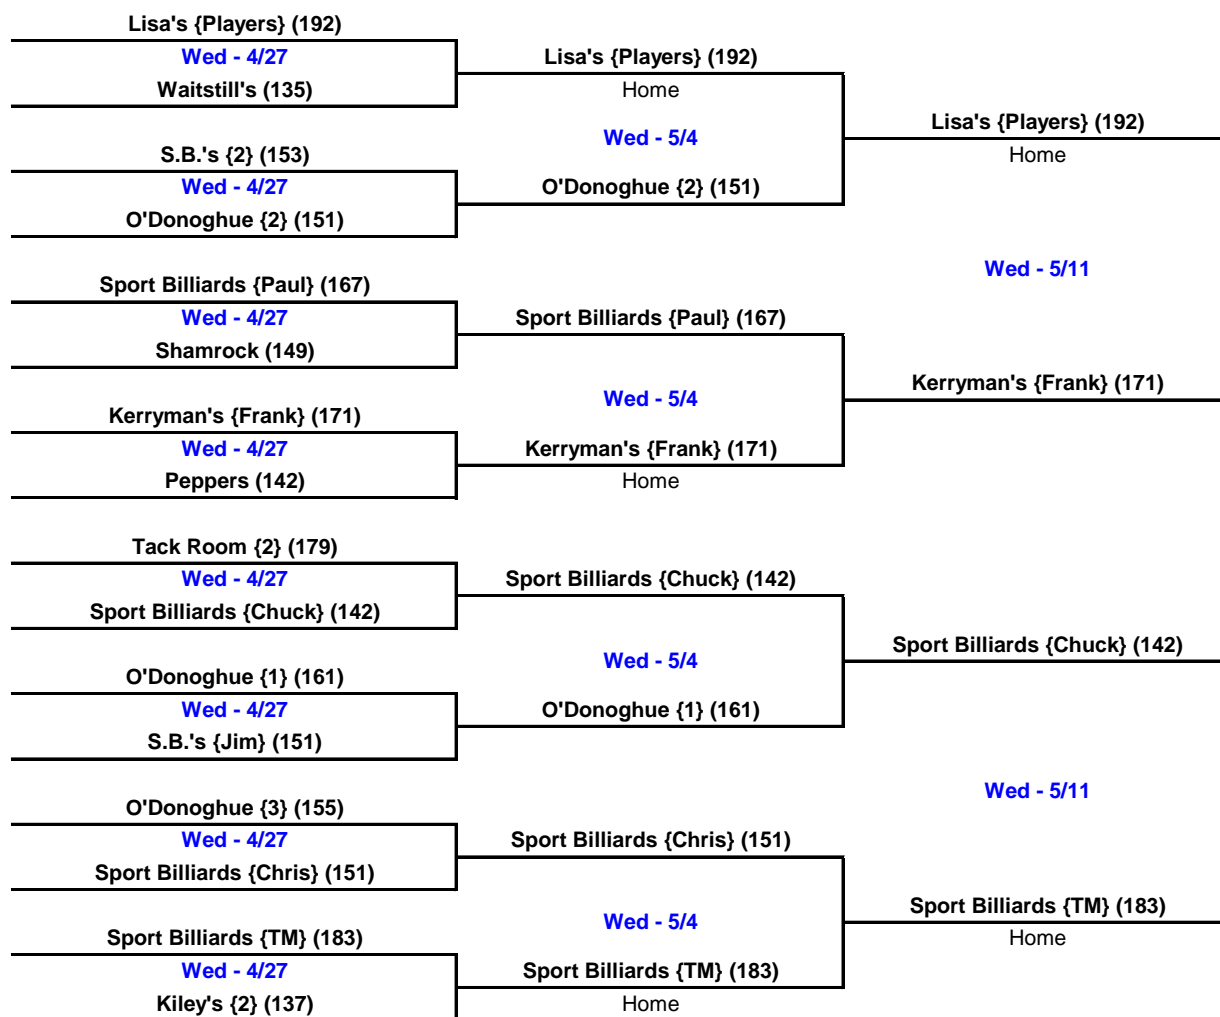 Lisa's {Players} (192)
Wed - 4/27
Waitstill's (135)
S.B.'s {2} (153)
Wed - 4/27
O'Donoghue {2} (151)
Sport Billiards {Paul} (167)
Wed - 4/27
Shamrock (149)
Kerryman's {Frank} (171)
Wed - 4/27
Peppers (142)
Tack Room {2} (179)
Wed - 4/27
Sport Billiards {Chuck} (142)
O'Donoghue {1} (161)
Wed - 4/27
S.B.'s {Jim} (151)
O'Donoghue {3} (155)
Wed - 4/27
Sport Billiards {Chris} (151)
Sport Billiards {TM} (183)
Wed - 4/27
Kiley's {2} (137)
Lisa's {Players} (192)
Home
Wed - 5/4
O'Donoghue {2} (151)
Sport Billiards {Paul} (167)
Wed - 5/4
Kerryman's {Frank} (171)
Home
Sport Billiards {Chuck} (142)
Wed - 5/4
O'Donoghue {1} (161)
Sport Billiards {Chris} (151)
Wed - 5/4
Sport Billiards {TM} (183)
Home
Lisa's {Players} (192)
Home
Wed - 5/11
Kerryman's {Frank} (171)
Sport Billiards {Chuck} (142)
Wed - 5/11
Sport Billiards {TM} (183)
Home